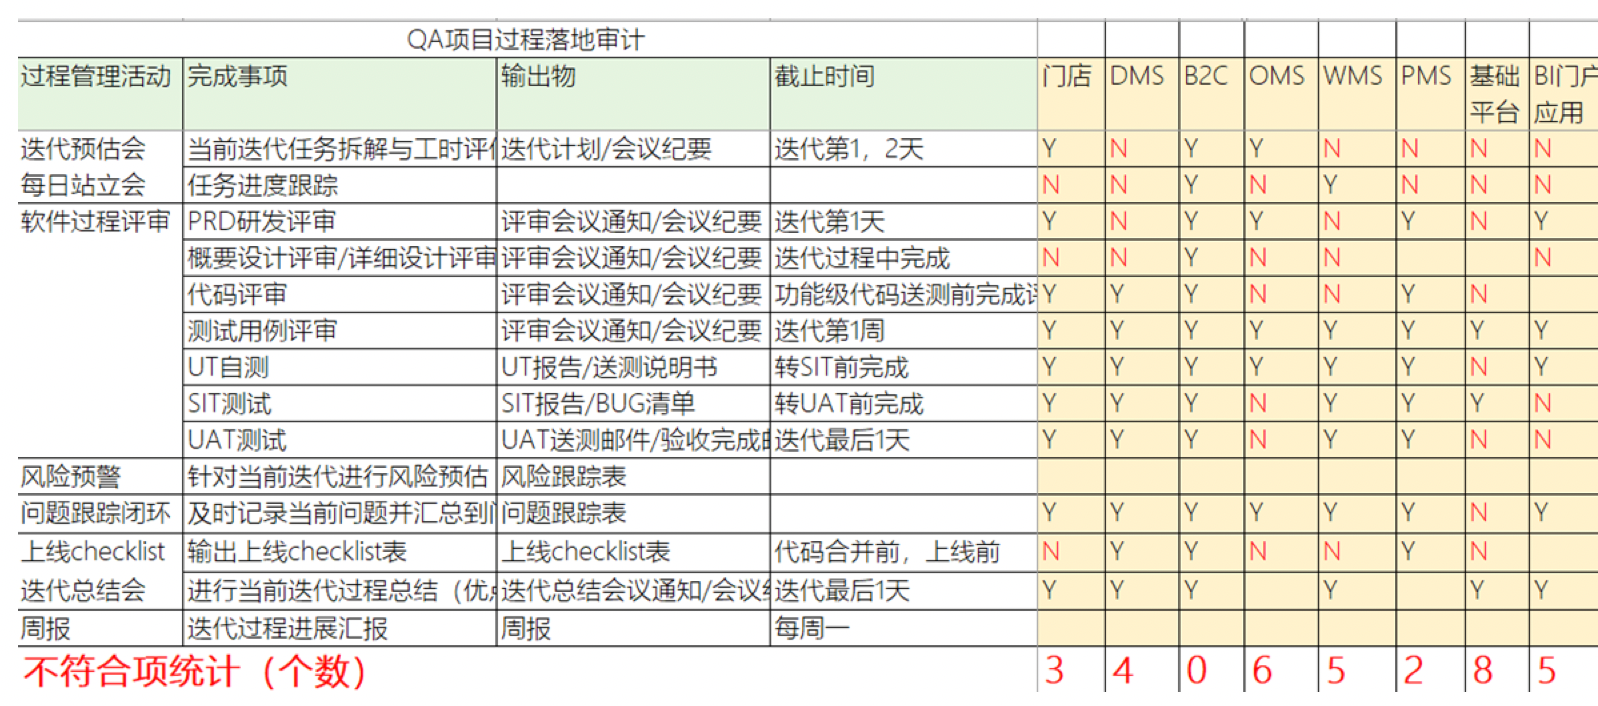 QA项目过程落地审计
过程管理活动 完成事项 输出物 截止时间 门店 DMS B2C OMS WMS PMS 基础平台 BI门户应用
迭代预估会 当前迭代任务拆解与工时评 迭代计划/会议纪要 迭代第1，2天 Y N Y Y N N N N
每日站立会 任务进度跟踪 N N Y N Y N N N
软件过程评审 PRD研发评审 评审会议通知/会议纪要 迭代第1天 Y N Y Y N Y N Y
概要设计评审/详细设计评审 评审会议通知/会议纪要 迭代过程中完成 N N Y N N N
代码评审 评审会议通知/会议纪要 功能级代码送测前完成 Y Y Y N N Y N
测试用例评审 评审会议通知/会议纪要 迭代第1周 Y Y Y Y Y Y Y Y
UT自测 UT报告/送测说明书 转SIT前完成 Y Y Y Y Y Y N Y
SIT测试 SIT报告/BUG清单 转UAT前完成 Y Y Y N Y Y Y N
UAT测试 UAT送测邮件/验收完成 迭代最后1天 Y Y Y N Y Y N N
风险预警 针对当前迭代进行风险预估 风险跟踪表
问题跟踪闭环 及时记录当前问题并汇总到 问题跟踪表 Y Y Y Y Y Y N Y
上线checklist 输出上线checklist表 上线checklist表 代码合并前，上线前 N Y Y N N Y N
迭代总结会 进行当前迭代过程总结（优 迭代总结会议通知/会议 迭代最后1天 Y Y Y Y Y Y
周报 迭代过程进展汇报 周报 每周一
不符合项统计（个数） 3 4 0 6 5 2 8 5